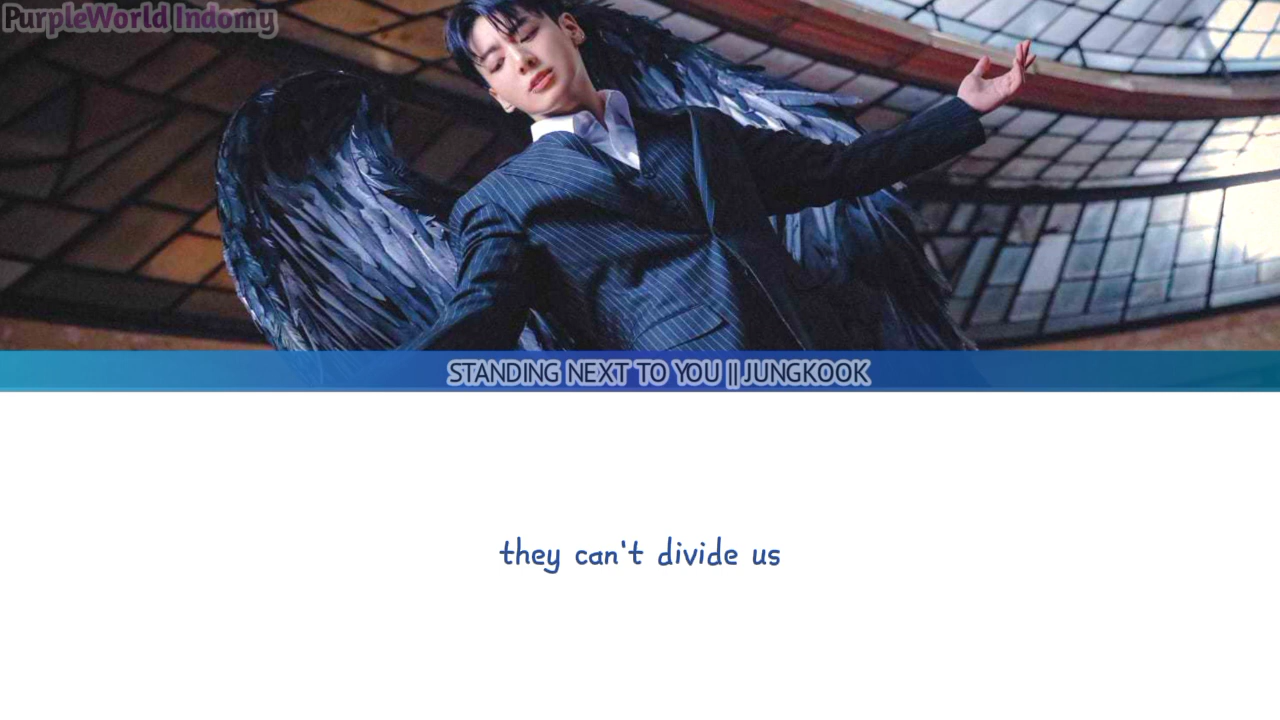 PurpleWorld Indomy
STANDING NEXT TO YOU || JUNGKOOK
they can't divide us